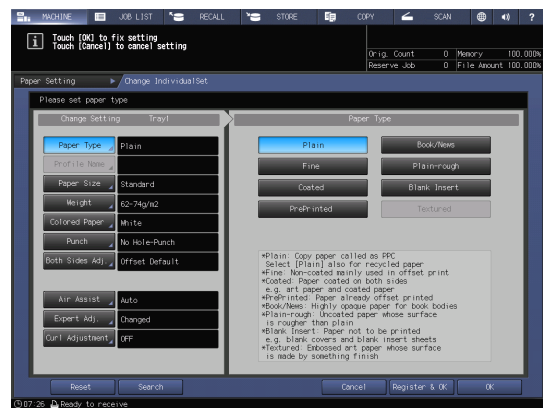 MACHINE JOB LIST RECALL STORE COPY SCAN ?
i Touch [OK] to fix setting
Touch [Cancel] to cancel setting
Orig. Count 0 Memory 100.000%
Reserve Job 0 File Amount 100.000%
Paper Setting Change IndividualSet
Please set paper type
Change Setting Tray1
Paper Type Plain
Profile Name
Paper Size Standard
Weight 62-74g/m2
Colored Paper White
Punch No Hole-Punch
Both Sides Adj. Offset Default
Air Assist Auto
Expert Adj. Changed
Curl Adjustment OFF
Paper Type
Plain Book/News
Fine Plain-rough
Coated Blank Insert
PrePrinted Textured
*Plain: Copy paper called as PPC
Select [Plain] also for recycled paper
*Fine: Non-coated mainly used in offset print
*Coated: Paper coated on both sides
e.g. art paper and coated paper
*PrePrinted: Paper already offset printed
*Book/News: Highly opaque paper for book bodies
*Plain-rough: Uncoated paper whose surface
is rougher than plain
*Blank Insert: Paper not to be printed
e.g. blank covers and blank insert sheets
*Textured: Embossed art paper whose surface
is made by something finish
Reset Search Cancel Register & OK OK
07:26 Ready to receive